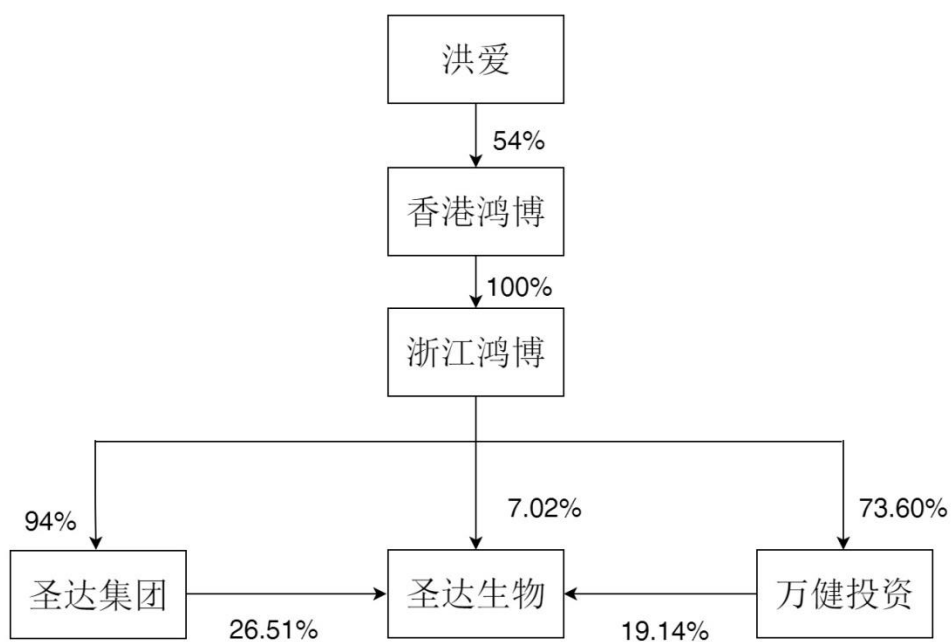 洪爱
54%
香港鸿博
100%
浙江鸿博
94%
7.02%
73.60%
圣达集团
圣达生物
万健投资
26.51%
19.14%